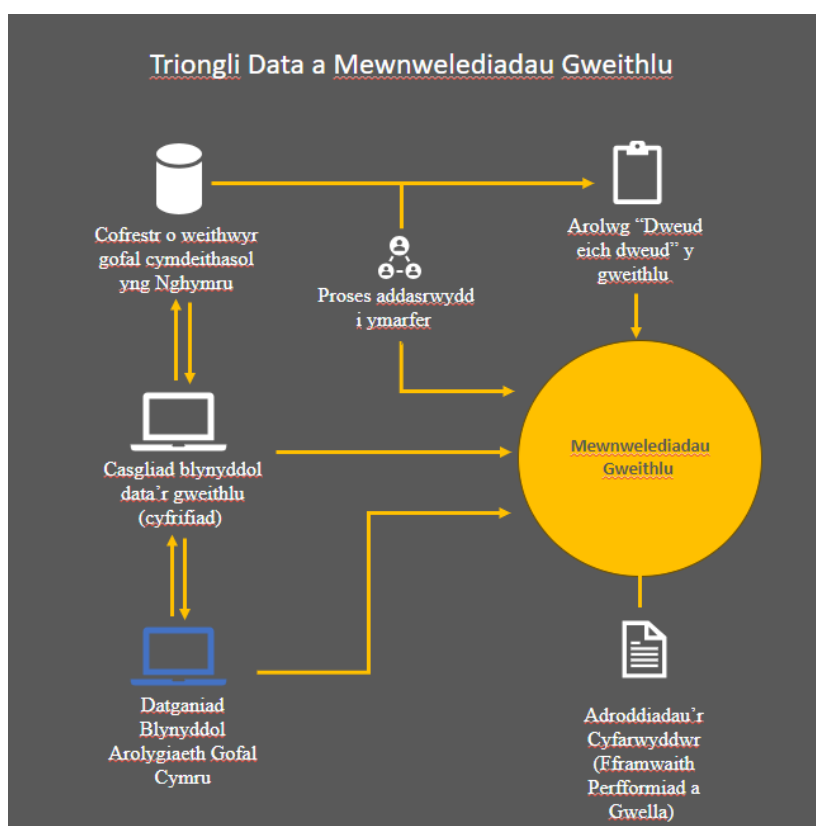 Triongli Data a Mewnwelediadau Gweithlu
Cofrestr o weithwyr
gofal cymdeithasol
yng Nghymru
Proses addasrwydd
i ymarfer
Arolwg “Dweud
eich dweud” y
gweithlu
Casgliad blynyddol
data’r gweithlu
(cyfrifiad)
Mewnwelediadau
Gweithlu
Datganiad
Blynyddol
Arolygiaeth Gofal
Cymru
Adroddiadau’r
Cyfarwyddwr
(Fframwaith
Perfformiad a
Gwella)